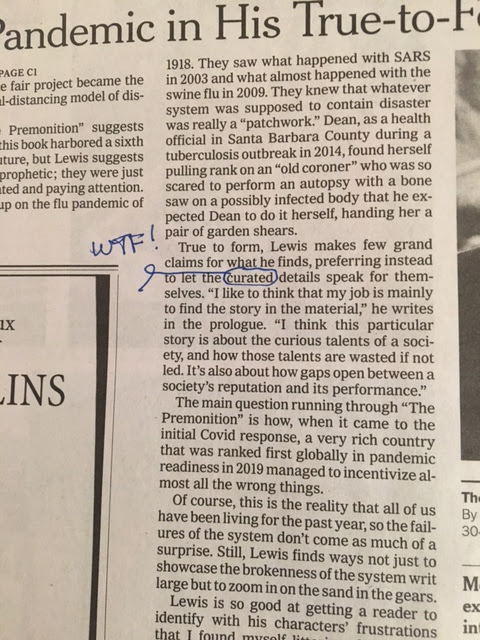 Pandemic in His True-to-F
PAGE C1
e fair project became the
l-distancing model of dis-
Premonition” suggests
this book harbored a sixth
uture, but Lewis suggests
prophetic; they were just
ted and paying attention.
up on the flu pandemic of
1918. They saw what happened with SARS
in 2003 and what almost happened with the
swine flu in 2009. They knew that whatever
system was supposed to contain disaster
was really a “patchwork.” Dean, as a health
official in Santa Barbara County during a
tuberculosis outbreak in 2014, found herself
pulling rank on an “old coroner” who was so
scared to perform an autopsy with a bone
saw on a possibly infected body that he ex-
pected Dean to do it herself, handing her a
pair of garden shears.
True to form, Lewis makes few grand
claims for what he finds, preferring instead
to let the curated details speak for them-
selves. “I like to think that my job is mainly
to find the story in the material,” he writes
in the prologue. “I think this particular
story is about the curious talents of a soci-
ety, and how those talents are wasted if not
led. It’s also about how gaps open between a
society’s reputation and its performance.”
The main question running through “The
Premonition” is how, when it came to the
initial Covid response, a very rich country
that was ranked first globally in pandemic
readiness in 2019 managed to incentivize al-
most all the wrong things.
Of course, this is the reality that all of us
have been living for the past year, so the fail-
ures of the system don’t come as much of a
surprise. Still, Lewis finds ways not just to
showcase the brokenness of the system writ
large but to zoom in on the sand in the gears.
Lewis is so good at getting a reader to
identify with his characters’ frustration
that I found myself
WTF!
UX
LINS
Th
By
30-
M
ex
in